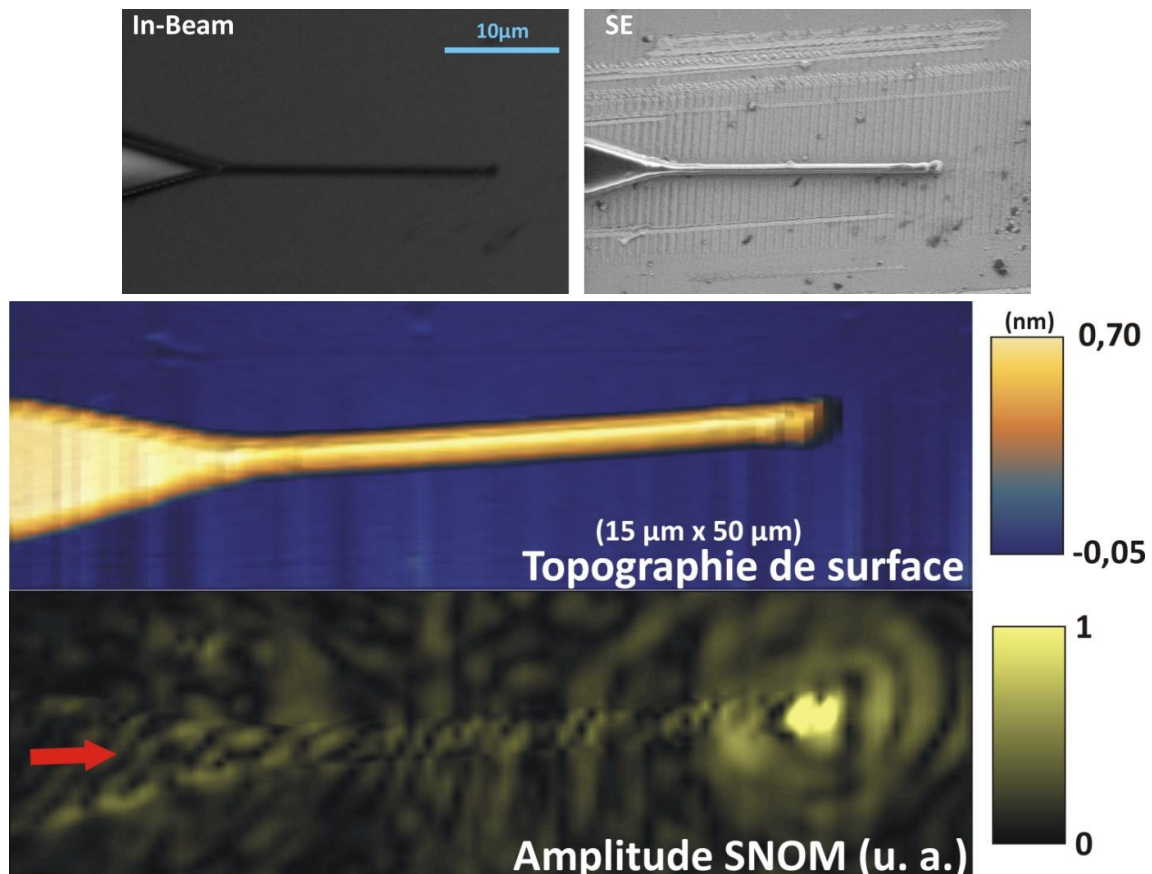 In-Beam
10µm
SE
(nm)
0,70
-0,05
(15 µm x 50 µm)
Topographie de surface
1
0
Amplitude SNOM (u. a.)